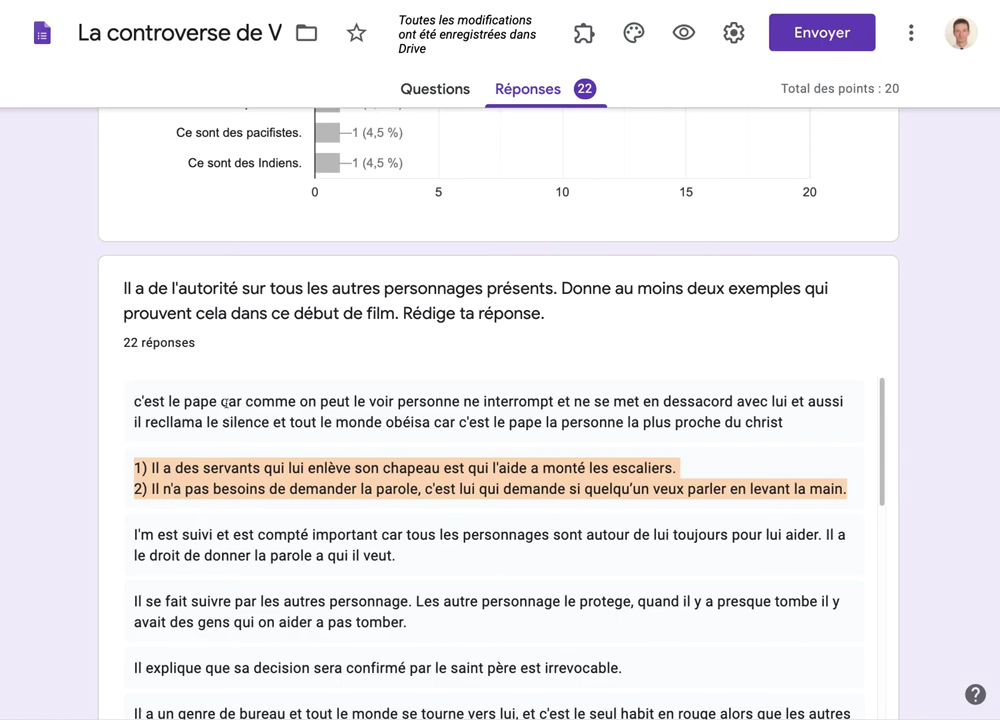 La controverse de V
Toutes les modifications
ont été enregistrées dans
Drive
Envoyer
Questions
Réponses 22
Total des points : 20
Ce sont des pacifistes.
1 (4,5 %)
Ce sont des Indiens.
1 (4,5 %)
0 5 10 15 20
Il a de l'autorité sur tous les autres personnages présents. Donne au moins deux exemples qui
prouvent cela dans ce début de film. Rédige ta réponse.
22 réponses
c'est le pape car comme on peut le voir personne ne interrompt et ne se met en dessacord avec lui et aussi
il recllama le silence et tout le monde obéisa car c'est le pape la personne la plus proche du christ
1) Il a des servants qui lui enlève son chapeau est qui l'aide a monté les escaliers.
2) Il n'a pas besoins de demander la parole, c'est lui qui demande si quelqu'un veux parler en levant la main.
I'm est suivi et est compté important car tous les personnages sont autour de lui toujours pour lui aider. Il a
le droit de donner la parole a qui il veut.
Il se fait suivre par les autres personnage. Les autre personnage le protege, quand il y a presque tombe il y
avait des gens qui on aider a pas tomber.
Il explique que sa decision sera confirmé par le saint père est irrevocable.
Il a un genre de bureau et tout le monde se tourne vers lui, et c'est le seul habit en rouge alors que les autres
?